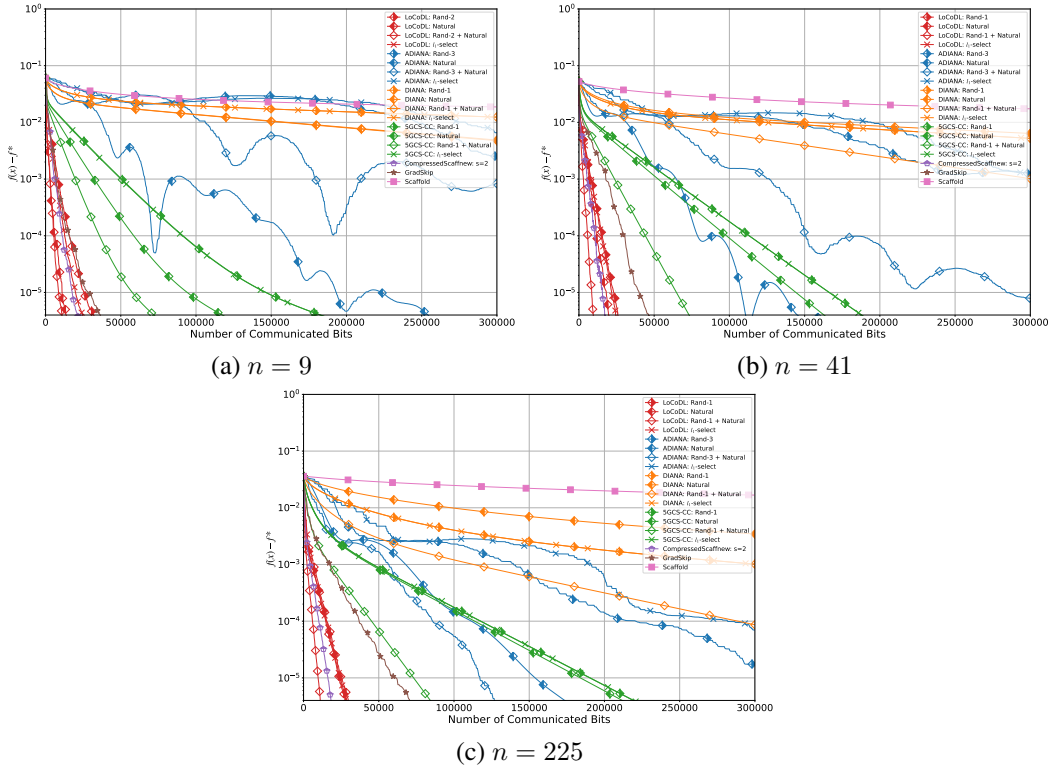 LoCoDL: Rand-2
LoCoDL: Natural
LoCoDL: Rand-2 + Natural
LoCoDL: l₁-select
ADIANA: Rand-3
ADIANA: Natural
ADIANA: Rand-3 + Natural
ADIANA: l₁-select
DIANA: Rand-1
DIANA: Natural
DIANA: Rand-1 + Natural
DIANA: l₁-select
5GCS-CC: Rand-1
5GCS-CC: Natural
5GCS-CC: Rand-1 + Natural
5GCS-CC: l₁-select
CompressedScaffnew: s=2
GradSkip
Scaffold
10⁰
10⁻¹
10⁻²
10⁻³
10⁻⁴
10⁻⁵
f(x) − f*
0 50000 100000 150000 200000 250000 300000
Number of Communicated Bits
(a) n = 9
LoCoDL: Rand-1
LoCoDL: Natural
LoCoDL: Rand-1 + Natural
LoCoDL: l₁-select
ADIANA: Rand-3
ADIANA: Natural
ADIANA: Rand-3 + Natural
ADIANA: l₁-select
DIANA: Rand-1
DIANA: Natural
DIANA: Rand-1 + Natural
DIANA: l₁-select
5GCS-CC: Rand-1
5GCS-CC: Natural
5GCS-CC: Rand-1 + Natural
5GCS-CC: l₁-select
CompressedScaffnew: s=2
GradSkip
Scaffold
10⁰
10⁻¹
10⁻²
10⁻³
10⁻⁴
10⁻⁵
f(x) − f*
0 50000 100000 150000 200000 250000 300000
Number of Communicated Bits
(b) n = 41
LoCoDL: Rand-1
LoCoDL: Natural
LoCoDL: Rand-1 + Natural
LoCoDL: l₁-select
ADIANA: Rand-3
ADIANA: Natural
ADIANA: Rand-3 + Natural
ADIANA: l₁-select
DIANA: Rand-1
DIANA: Natural
DIANA: Rand-1 + Natural
DIANA: l₁-select
5GCS-CC: Rand-1
5GCS-CC: Natural
5GCS-CC: Rand-1 + Natural
5GCS-CC: l₁-select
CompressedScaffnew: s=2
GradSkip
Scaffold
10⁰
10⁻¹
10⁻²
10⁻³
10⁻⁴
10⁻⁵
f(x) − f*
0 50000 100000 150000 200000 250000 300000
Number of Communicated Bits
(c) n = 225